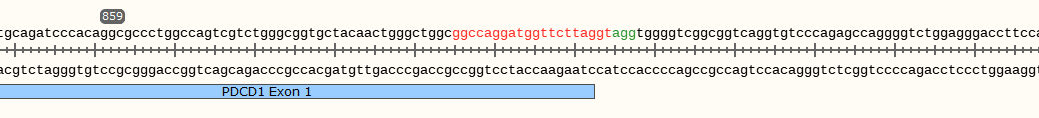 859
tgcagatcccacaggcgccctggccagtcgtctgggcggtgctacaactgggctggcggccaggatggttcttaggtaggtggggtcggcggtcaggtgtcccagagccaggggtctggagggaccttcca
acgtctagggtgtccgcgggaccggtcagcagacccgccacgatgttgacccgaccgccggtcctaccaagaatccatccaccccagccgccagtccacagggtctcggtccccagacctccctggaaggt
PDCD1 Exon 1